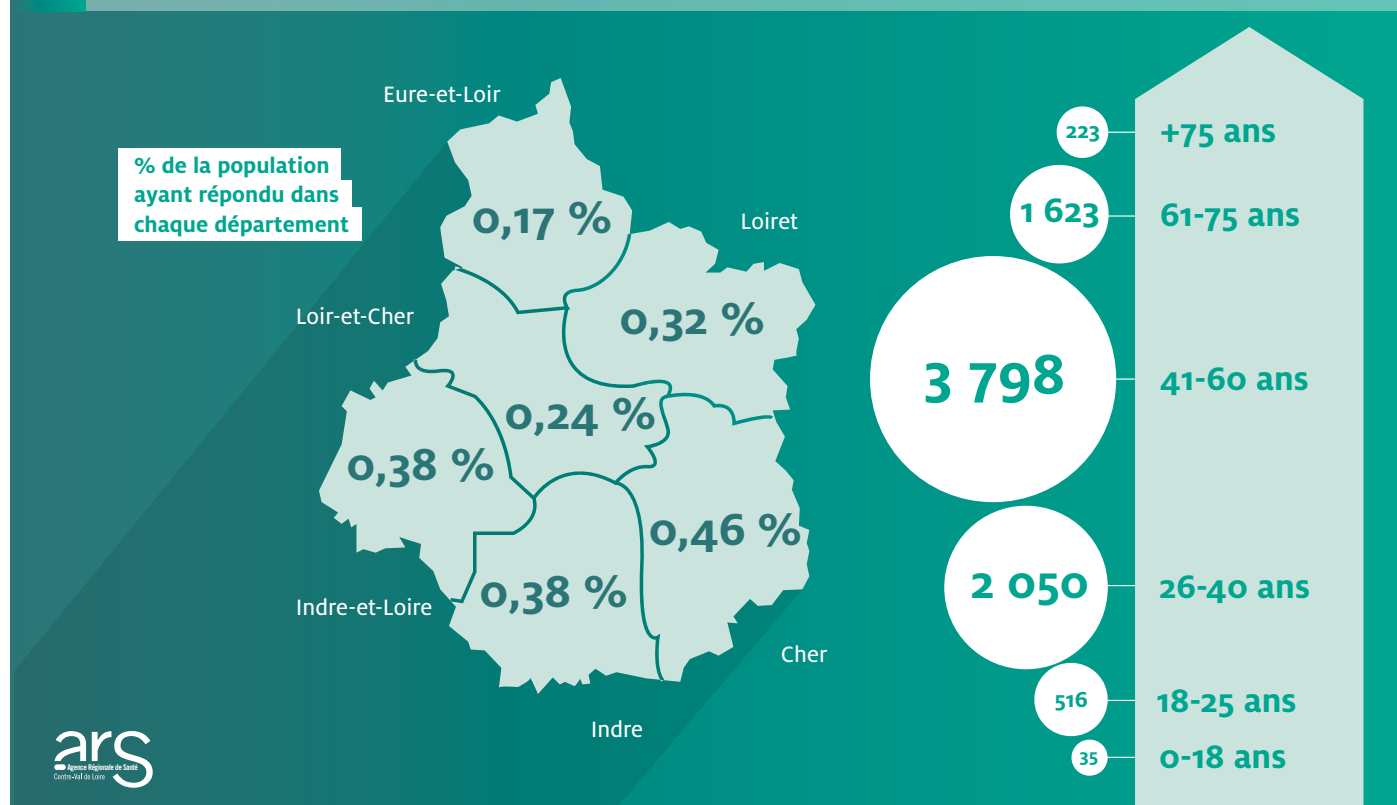 Eure-et-Loir
% de la population
ayant répondu dans
chaque département
0,17 %
Loiret
Loir-et-Cher
0,32 %
0,24 %
0,38 %
0,46 %
0,38 %
Indre-et-Loire
Cher
Indre
223
+75 ans
1 623
61-75 ans
3 798
41-60 ans
2 050
26-40 ans
516
18-25 ans
35
0-18 ans
ars
Agence Régionale de Santé
Centre-Val de Loire